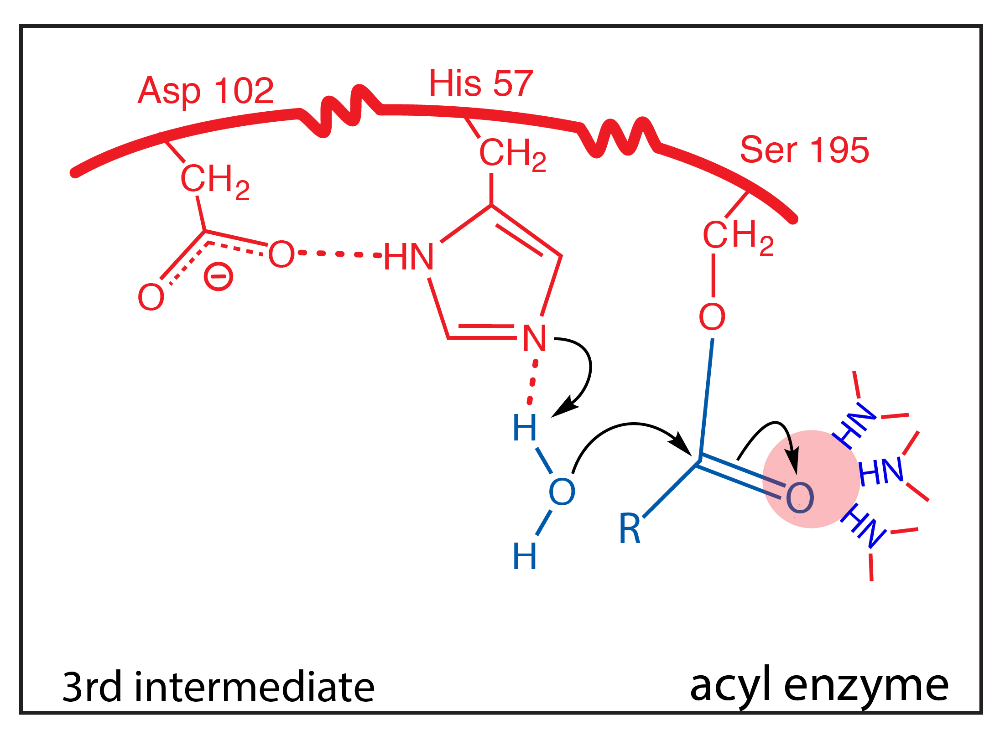 Asp 102
His 57
Ser 195
CH2
CH2
CH2
O
O
HN
N
O
H
O
H
R
O
HN
HN
HN
3rd intermediate
acyl enzyme